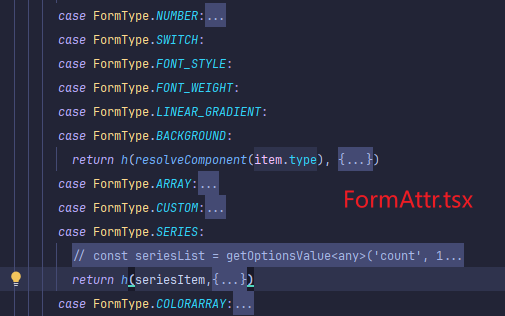 case FormType.NUMBER:...
case FormType.SWITCH:
case FormType.FONT_STYLE:
case FormType.FONT_WEIGHT:
case FormType.LINEAR_GRADIENT:
case FormType.BACKGROUND:
return h(resolveComponent(item.type), {...})
case FormType.ARRAY:...
case FormType.CUSTOM:...
FormAttr.tsx
case FormType.SERIES:
// const seriesList = getOptionsValue<any>('count', 1...
return h(seriesItem,{...})
case FormType.COLORARRAY:...